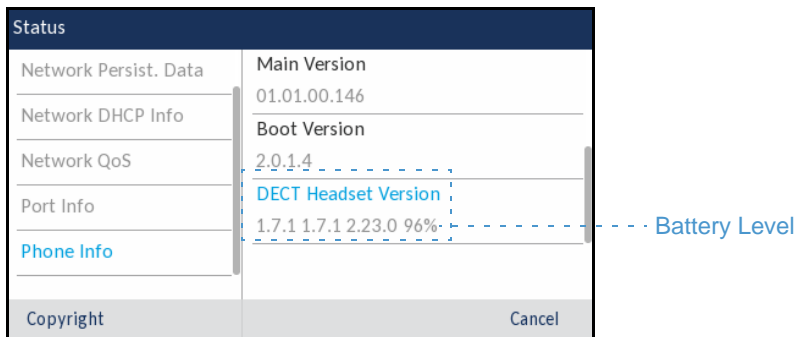 Status
Network Persist. Data
Network DHCP Info
Network QoS
Port Info
Phone Info
Main Version
01.01.00.146
Boot Version
2.0.1.4
DECT Headset Version
1.7.1 1.7.1 2.23.0 96%
Battery Level
Copyright
Cancel